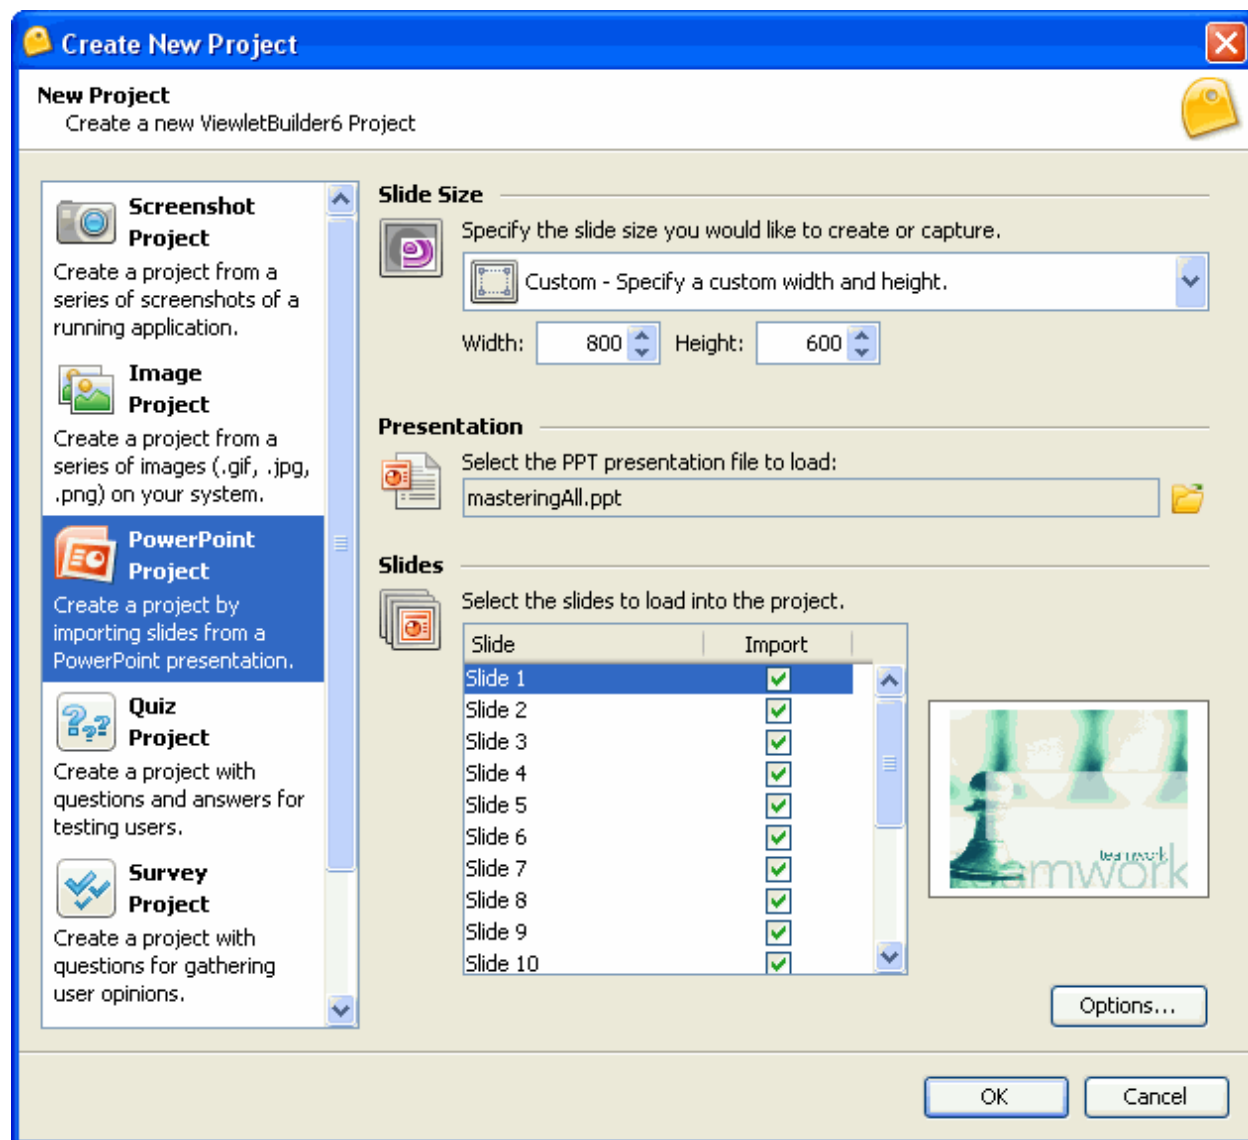 Create New Project
New Project
Create a new ViewletBuilder6 Project
Screenshot
Project
Create a project from a
series of screenshots of a
running application.
Image
Project
Create a project from a
series of images (.gif, .jpg,
.png) on your system.
PowerPoint
Project
Create a project by
importing slides from a
PowerPoint presentation.
Quiz
Project
Create a project with
questions and answers for
testing users.
Survey
Project
Create a project with
questions for gathering
user opinions.
Slide Size
Specify the slide size you would like to create or capture.
Custom - Specify a custom width and height.
Width: 800 Height: 600
Presentation
Select the PPT presentation file to load:
masteringAll.ppt
Slides
Select the slides to load into the project.
Slide Import
Slide 1
Slide 2
Slide 3
Slide 4
Slide 5
Slide 6
Slide 7
Slide 8
Slide 9
Slide 10
teamwork
teamwork
Options...
OK Cancel